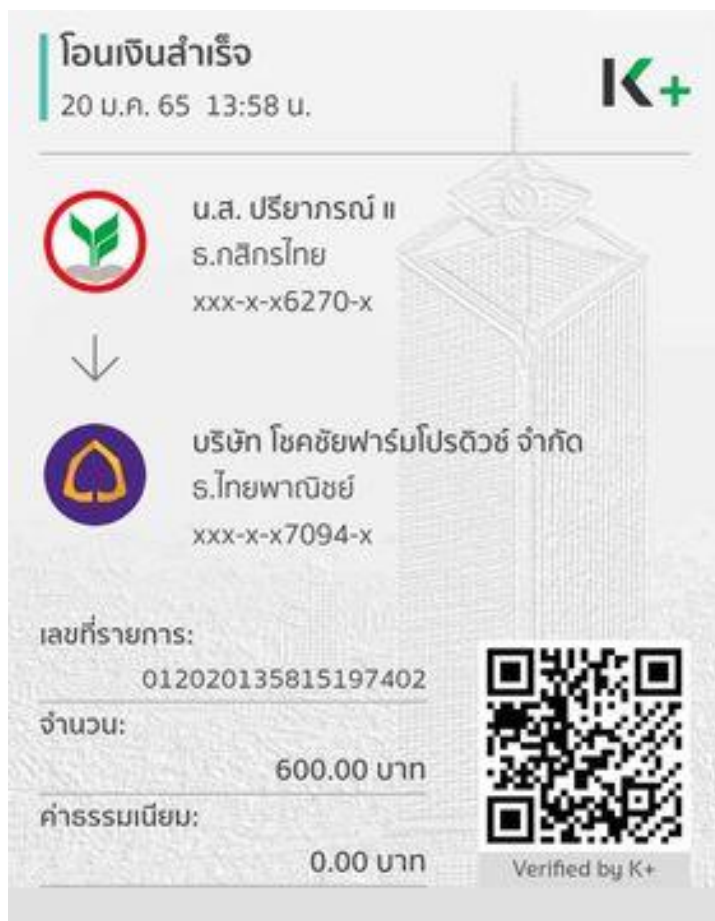 โอนเงินสำเร็จ
20 ม.ค. 65 13:58 น.
K+
น.ส. ปรียาภรณ์ แ
ธ.กสิกรไทย
xxx-x-x6270-x
บริษัท โชคชัยฟาร์มโปรดิวซ์ จำกัด
ธ.ไทยพาณิชย์
xxx-x-x7094-x
เลขที่รายการ:
012020135815197402
จำนวน:
600.00 บาท
ค่าธรรมเนียม:
0.00 บาท
Verified by K+